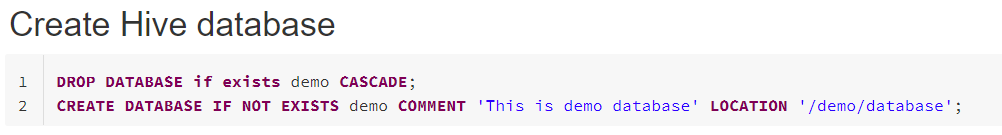 Create Hive database
1 DROP DATABASE if exists demo CASCADE;
2 CREATE DATABASE IF NOT EXISTS demo COMMENT 'This is demo database' LOCATION '/demo/database';